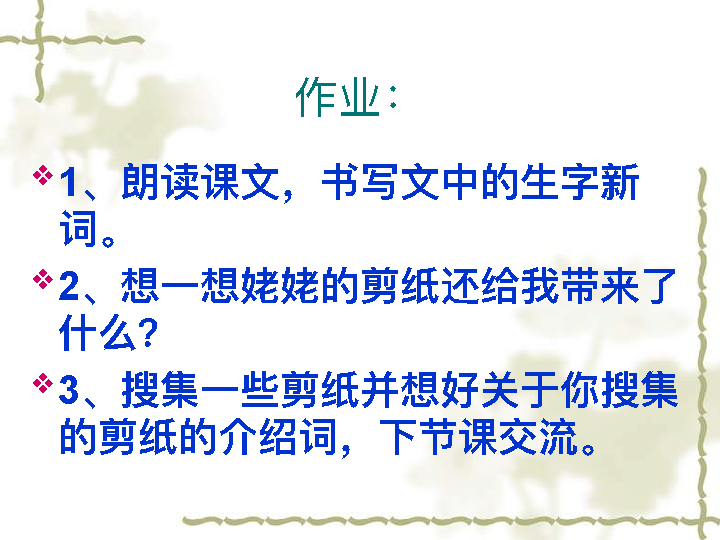 作业：
1、朗读课文，书写文中的生字新
词。
2、想一想姥姥的剪纸还给我带来了
什么？
3、搜集一些剪纸并想好关于你搜集
的剪纸的介绍词，下节课交流。